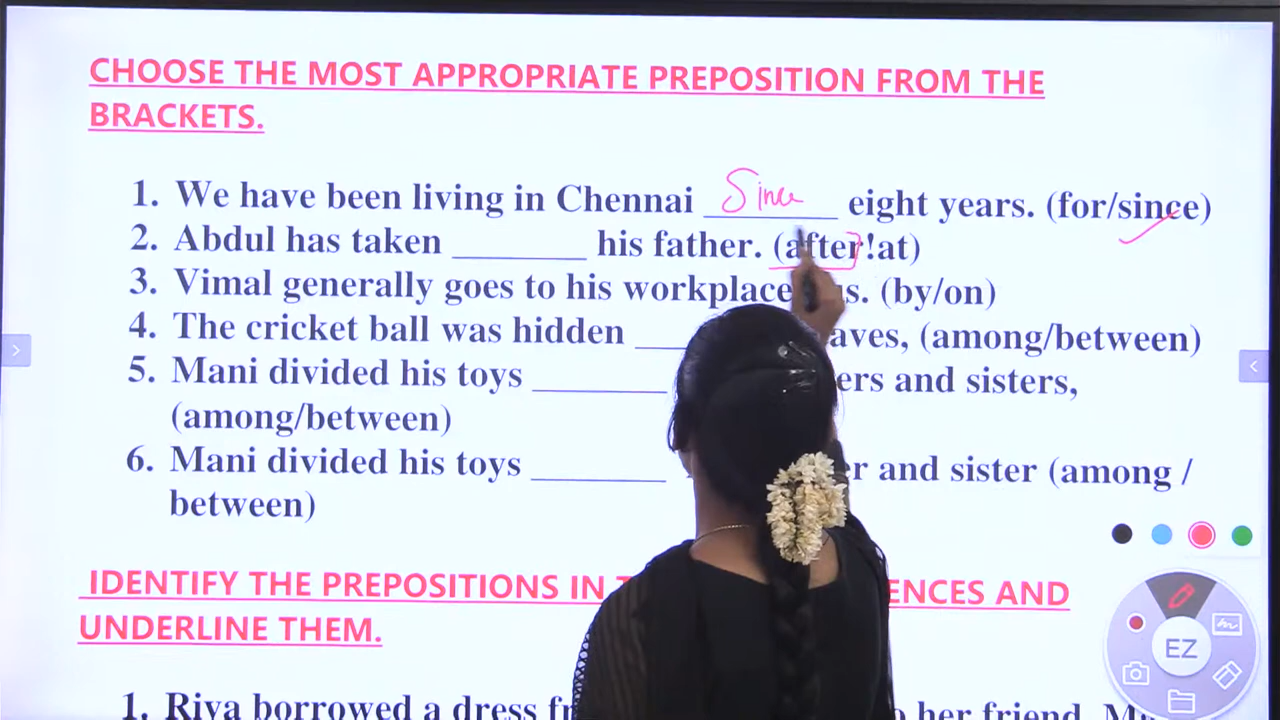 CHOOSE THE MOST APPROPRIATE PREPOSITION FROM THE
BRACKETS.
1. We have been living in Chennai Since eight years. (for/since)
2. Abdul has taken ________ his father. (after!at)
3. Vimal generally goes to his workplace s. (by/on)
4. The cricket ball was hidden ____ aves, (among/between)
5. Mani divided his toys ________ ers and sisters,
(among/between)
6. Mani divided his toys ________ r and sister (among /
between)
IDENTIFY THE PREPOSITIONS IN T ENCES AND
UNDERLINE THEM.
1. Riya borrowed a dress fr o her friend.
EZ